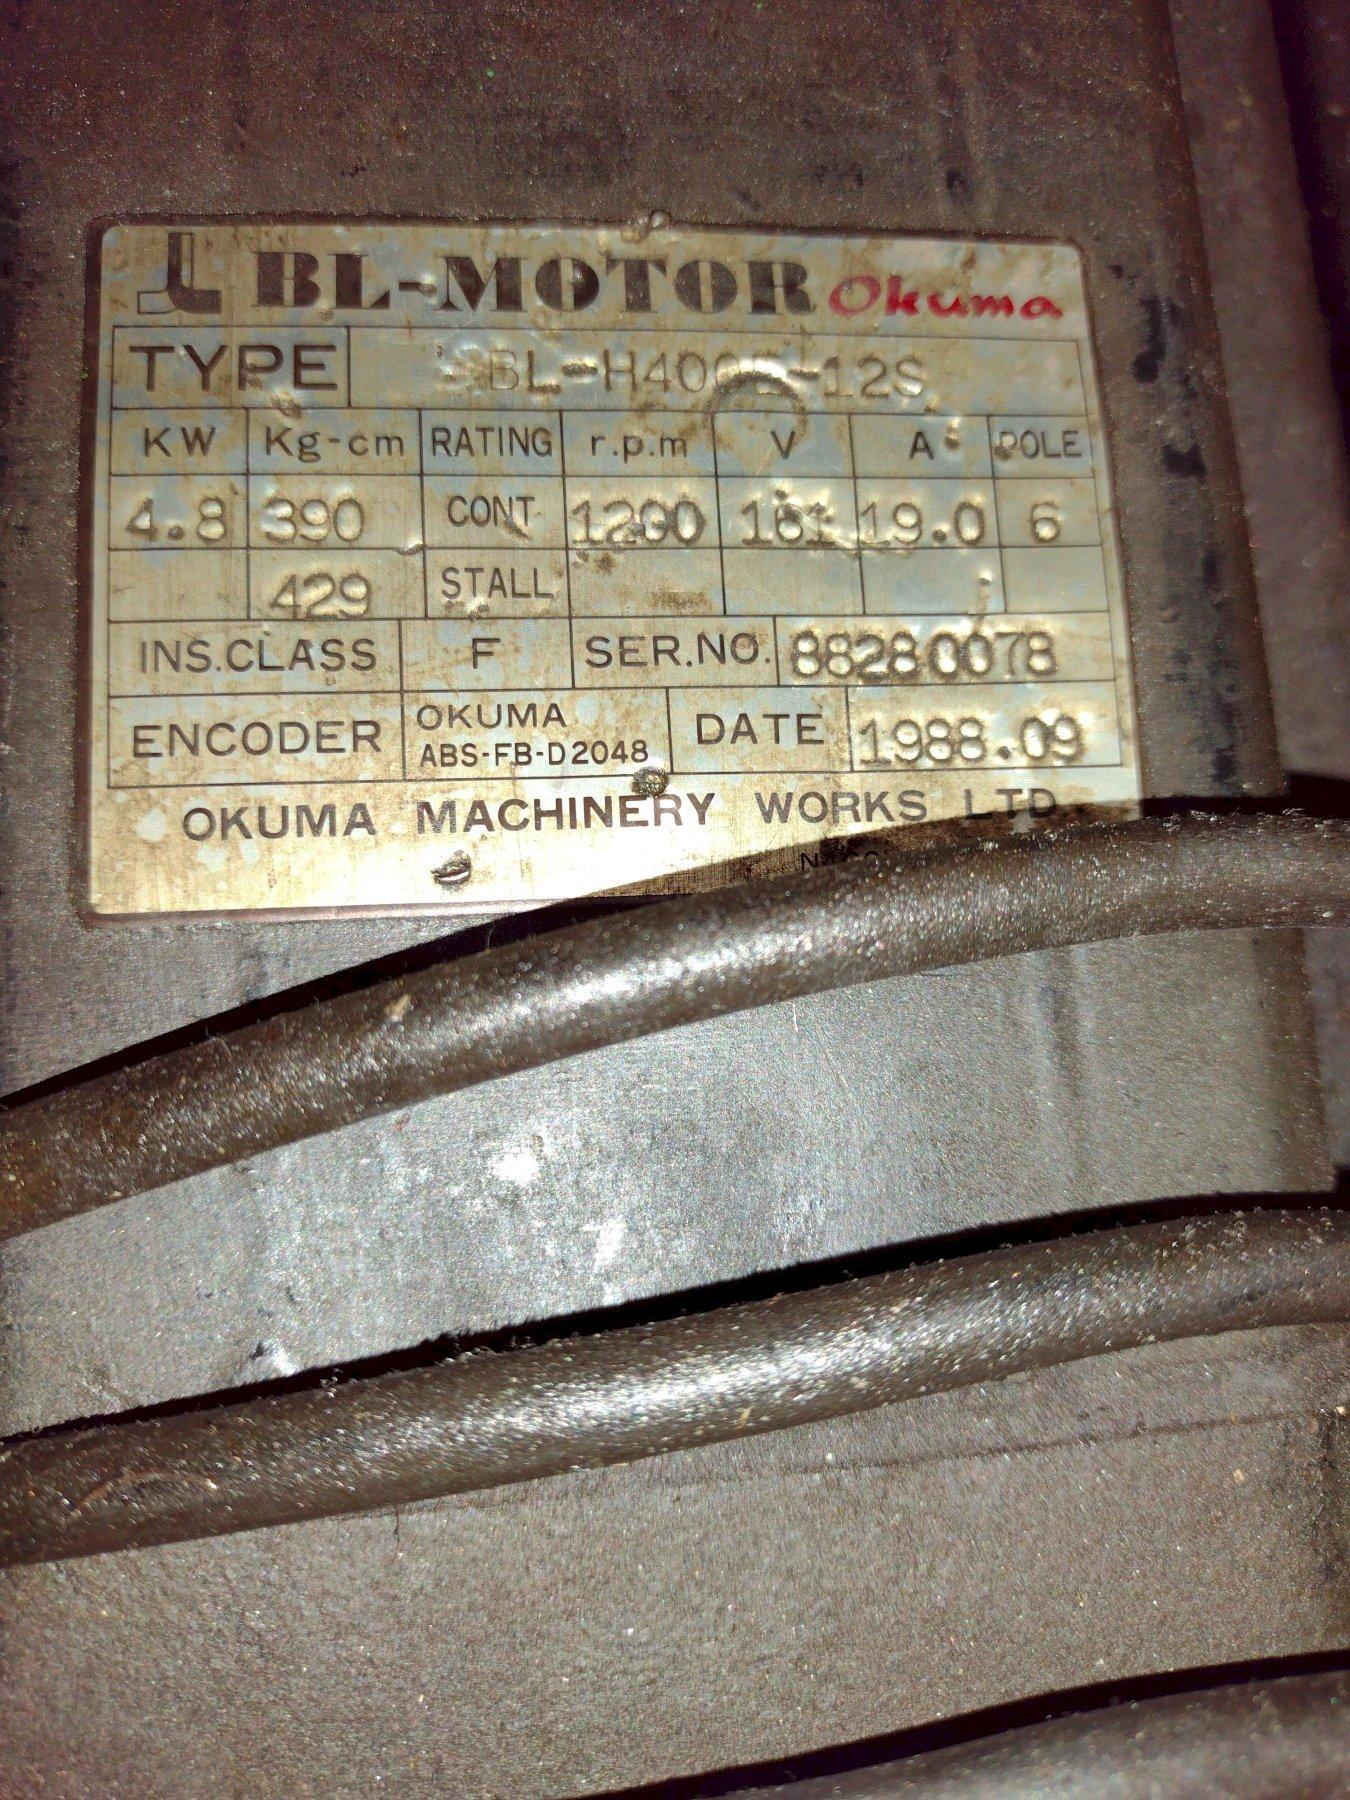 BL-MOTOR Okuma
TYPE
KW Kg-cm RATING r.p.m V A POLE
4.8 390 CONT 1200 161 19.0 6
429 STALL
INS.CLASS F SER.NO. 88280078
ENCODER OKUMA ABS-FB-D2048 DATE 1988.09
OKUMA MACHINERY WORKS LTD.